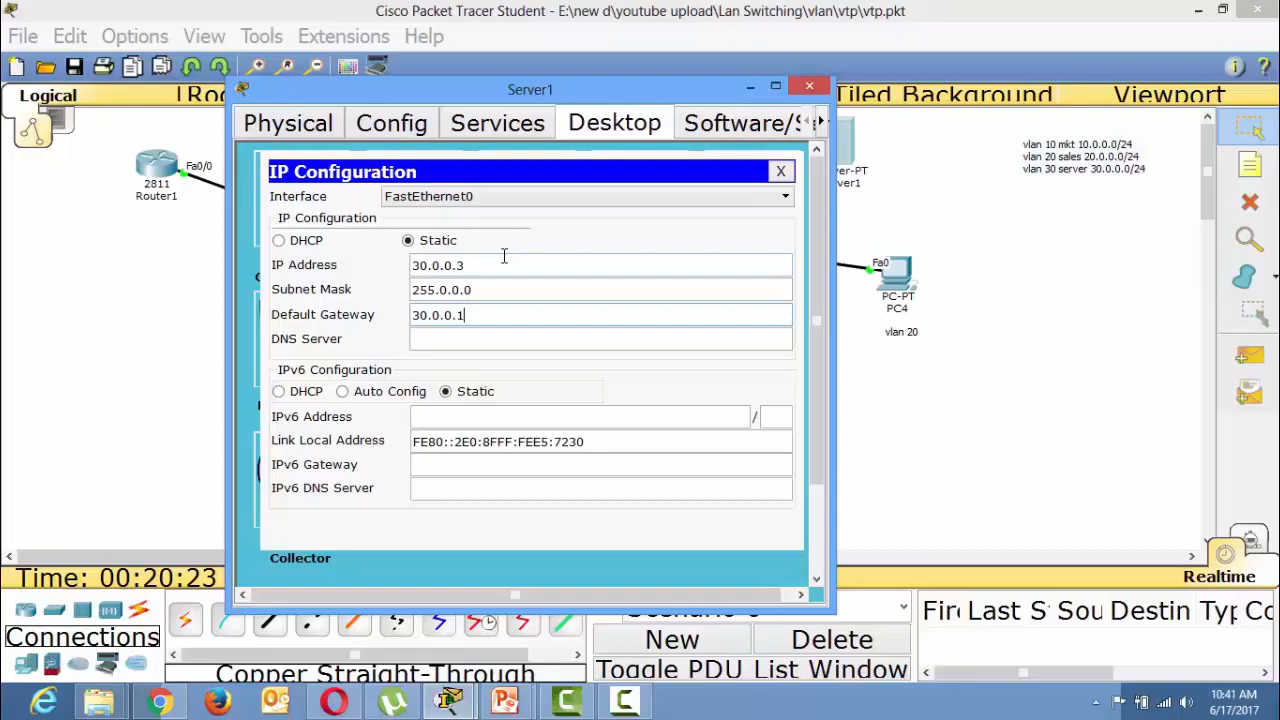 Cisco Packet Tracer Student - E:\new d\youtube upload\Lan Switching\vlan\vtp\vtp.pkt
File Edit Options View Tools Extensions Help
Logical
Tiled Background
Viewport
Server1
Physical Config Services Desktop
IP Configuration X
Interface FastEthernet0
IP Configuration
DHCP Static
IP Address 30.0.0.3
Subnet Mask 255.0.0.0
Default Gateway 30.0.0.1
DNS Server
IPv6 Configuration
DHCP Auto Config Static
IPv6 Address /
Link Local Address FE80::2E0:8FFF:FEE5:7230
IPv6 Gateway
IPv6 DNS Server
Collector
Fa0/0
2811
Router1
vlan 10 mkt 10.0.0.0/24
vlan 20 sales 20.0.0.0/24
vlan 30 server 30.0.0.0/24
Fa0
PC-PT
PC4
vlan 20
Time: 00:20:23
Realtime
Connections
Copper Straight-Through
New Delete
Toggle PDU List Window
Last Destin
10:41 AM
6/17/2017